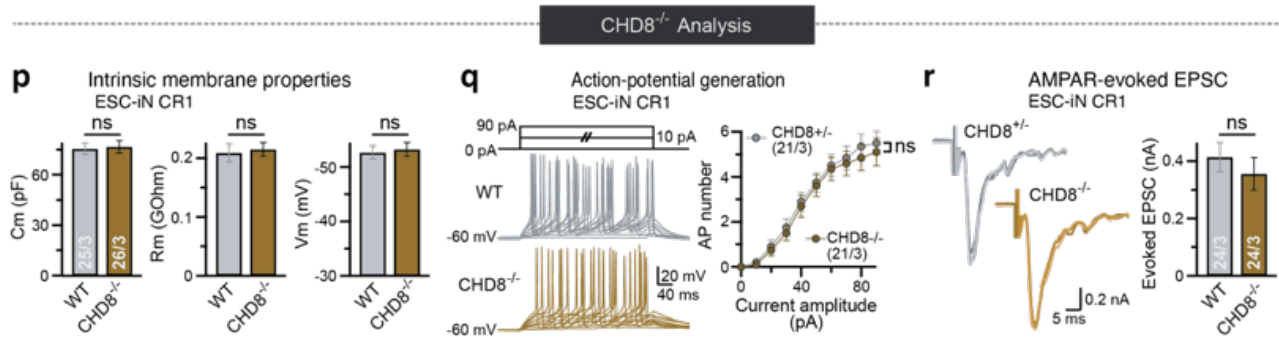 CHD8-/- Analysis
p Intrinsic membrane properties
ESC-iN CR1
ns
Cm (pF)
60
30
0
25/3
26/3
WT
CHD8-/-
ns
Rm (GOhm)
0.2
0.1
0
WT
CHD8-/-
ns
Vm (mV)
-50
-40
-30
WT
CHD8-/-
q Action-potential generation
ESC-iN CR1
90 pA
10 pA
0 pA
WT
-60 mV
CHD8-/-
20 mV
40 ms
-60 mV
AP number
6
4
2
0
CHD8+/-
(21/3)
ns
CHD8-/-
(21/3)
0
40
80
Current amplitude
(pA)
r AMPAR-evoked EPSC
ESC-iN CR1
CHD8+/-
CHD8-/-
0.2 nA
5 ms
ns
Evoked EPSC (nA)
0.4
0.2
0
24/3
24/3
WT
CHD8-/-